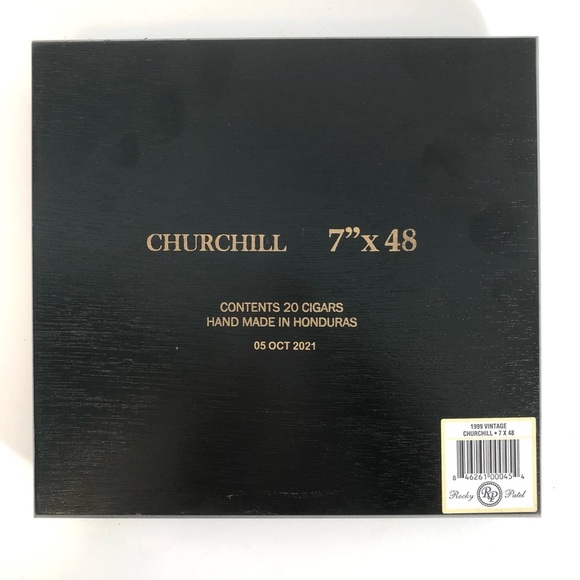 CHURCHILL 7”x 48
CONTENTS 20 CIGARS
HAND MADE IN HONDURAS
05 OCT 2021
1999 VINTAGE
CHURCHILL • 7 X 48
8 46261 00045 4
Rocky RP Patel